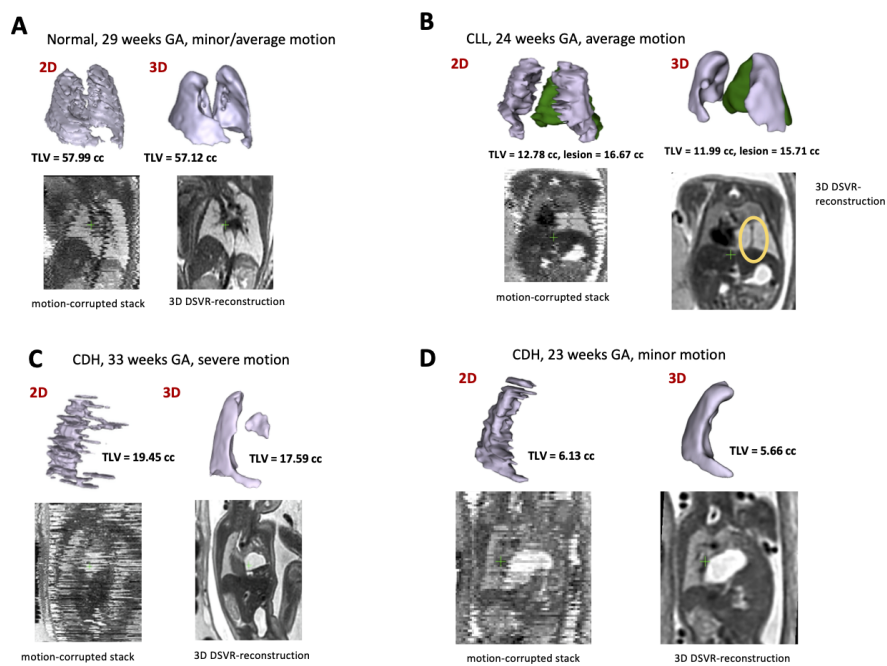 A
Normal, 29 weeks GA, minor/average motion
2D
3D
TLV = 57.99 cc
TLV = 57.12 cc
motion-corrupted stack
3D DSVR-reconstruction
B
CLL, 24 weeks GA, average motion
2D
3D
TLV = 12.78 cc, lesion = 16.67 cc
TLV = 11.99 cc, lesion = 15.71 cc
3D DSVR-
reconstruction
motion-corrupted stack
C
CDH, 33 weeks GA, severe motion
2D
3D
TLV = 19.45 cc
TLV = 17.59 cc
motion-corrupted stack
3D DSVR-reconstruction
D
CDH, 23 weeks GA, minor motion
2D
3D
TLV = 6.13 cc
TLV = 5.66 cc
motion-corrupted stack
3D DSVR-reconstruction